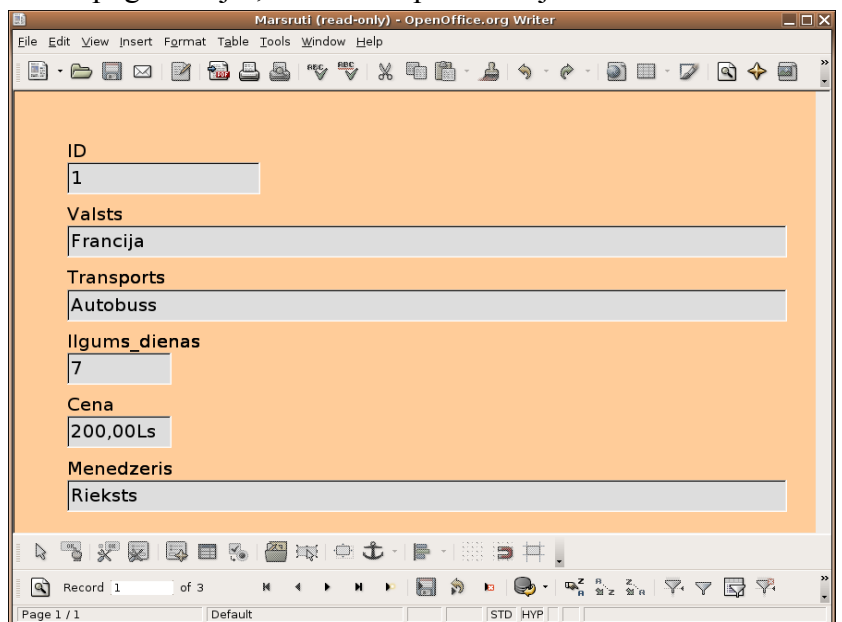 Marsruti (read-only) - OpenOffice.org Writer
File Edit View Insert Format Table Tools Window Help
ID
1
Valsts
Francija
Transports
Autobuss
Ilgums_dienas
7
Cena
200,00Ls
Menedzeris
Rieksts
Record 1 of 3
Page 1 / 1 Default STD HYP